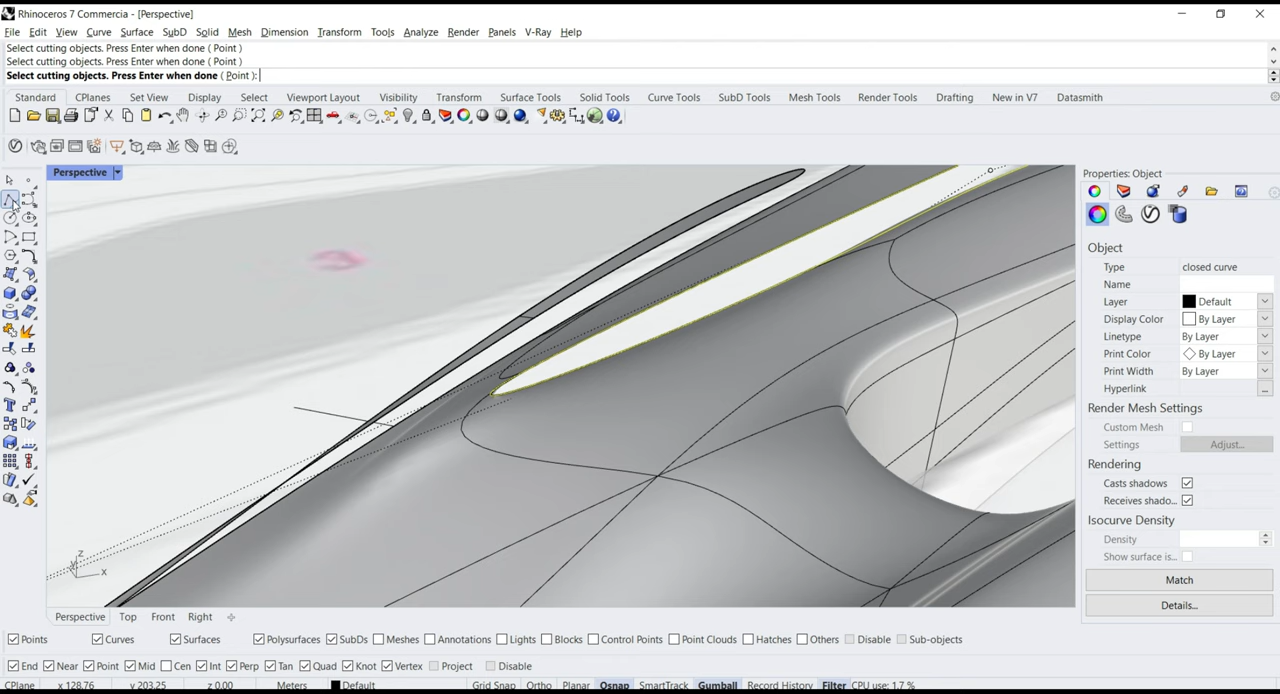 Rhinoceros 7 Commercia - [Perspective]
File Edit View Curve Surface SubD Solid Mesh Dimension Transform Tools Analyze Render Panels V-Ray Help
Select cutting objects. Press Enter when done ( Point )
Select cutting objects. Press Enter when done ( Point )
Select cutting objects. Press Enter when done ( Point ):
Standard CPlanes Set View Display Select Viewport Layout Visibility Transform Surface Tools Solid Tools Curve Tools SubD Tools Mesh Tools Render Tools Drafting New in V7 Datasmith
Perspective
Properties: Object
Object
Type closed curve
Name
Layer Default
Display Color By Layer
Linetype By Layer
Print Color By Layer
Print Width By Layer
Hyperlink ...
Render Mesh Settings
Custom Mesh
Settings Adjust...
Rendering
Casts shadows
Receives shado...
Isocurve Density
Density
Show surface is...
Match
Details...
z
y
x
Perspective Top Front Right
Points Curves Surfaces Polysurfaces SubDs Meshes Annotations Lights Blocks Control Points Point Clouds Hatches Others Disable Sub-objects
End Near Point Mid Cen Int Perp Tan Quad Knot Vertex Project Disable
CPlane x 128.76 y 203.25 z 0.00 Meters Default Grid Snap Ortho Planar Osnap SmartTrack Gumball Record History Filter CPU use: 1.7 %